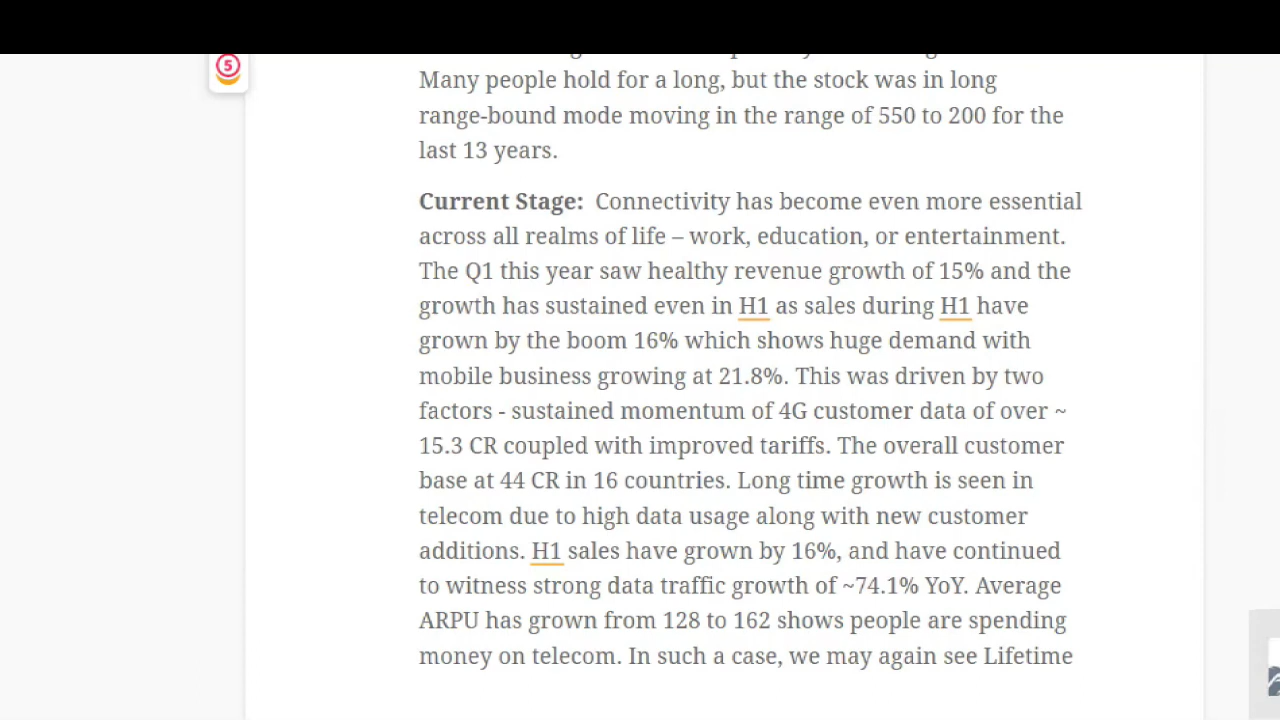 5
Many people hold for a long, but the stock was in long
range-bound mode moving in the range of 550 to 200 for the
last 13 years.
Current Stage:  Connectivity has become even more essential
across all realms of life – work, education, or entertainment.
The Q1 this year saw healthy revenue growth of 15% and the
growth has sustained even in H1 as sales during H1 have
grown by the boom 16% which shows huge demand with
mobile business growing at 21.8%. This was driven by two
factors - sustained momentum of 4G customer data of over ~
15.3 CR coupled with improved tariffs. The overall customer
base at 44 CR in 16 countries. Long time growth is seen in
telecom due to high data usage along with new customer
additions. H1 sales have grown by 16%, and have continued
to witness strong data traffic growth of ~74.1% YoY. Average
ARPU has grown from 128 to 162 shows people are spending
money on telecom. In such a case, we may again see Lifetime